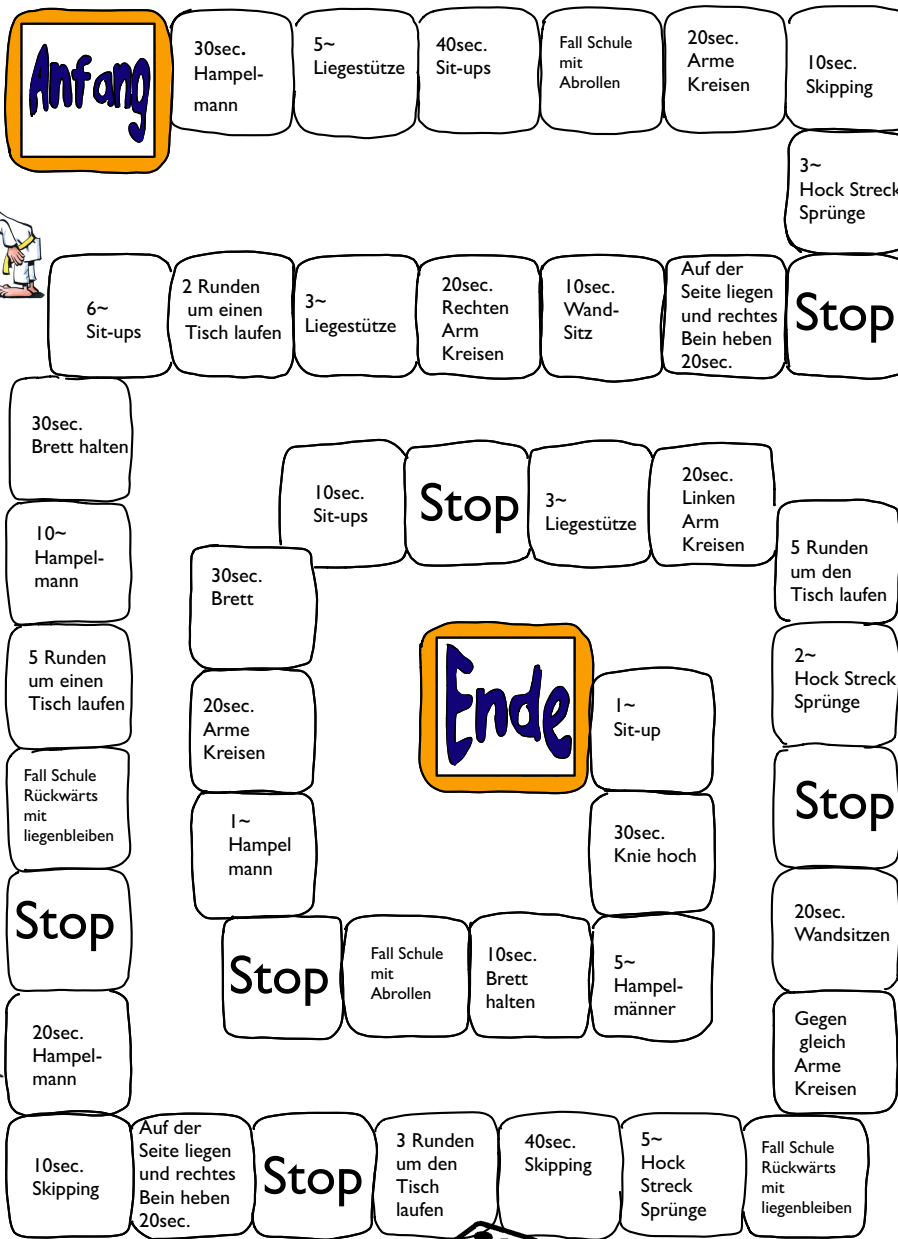 Anfang
30sec.
Hampel-
mann
5~
Liegestütze
40sec.
Sit-ups
Fall Schule
mit
Abrollen
20sec.
Arme
Kreisen
10sec.
Skipping
3~
Hock Streck
Sprünge
Stop
Auf der
Seite liegen
und rechtes
Bein heben
20sec.
10sec.
Wand-
Sitz
20sec.
Rechten
Arm
Kreisen
3~
Liegestütze
2 Runden
um einen
Tisch laufen
6~
Sit-ups
30sec.
Brett halten
10~
Hampel-
mann
5 Runden
um einen
Tisch laufen
Fall Schule
Rückwärts
mit
liegenbleiben
Stop
20sec.
Hampel-
mann
10sec.
Skipping
Auf der
Seite liegen
und rechtes
Bein heben
20sec.
Stop
3 Runden
um den
Tisch
laufen
40sec.
Skipping
5~
Hock
Streck
Sprünge
Fall Schule
Rückwärts
mit
liegenbleiben
Gegen
gleich
Arme
Kreisen
20sec.
Wandsitzen
Stop
2~
Hock Streck
Sprünge
5 Runden
um den
Tisch laufen
20sec.
Linken
Arm
Kreisen
3~
Liegestütze
Stop
10sec.
Sit-ups
30sec.
Brett
20sec.
Arme
Kreisen
1~
Hampel
mann
Stop
Fall Schule
mit
Abrollen
10sec.
Brett
halten
5~
Hampel-
männer
30sec.
Knie hoch
1~
Sit-up
Ende